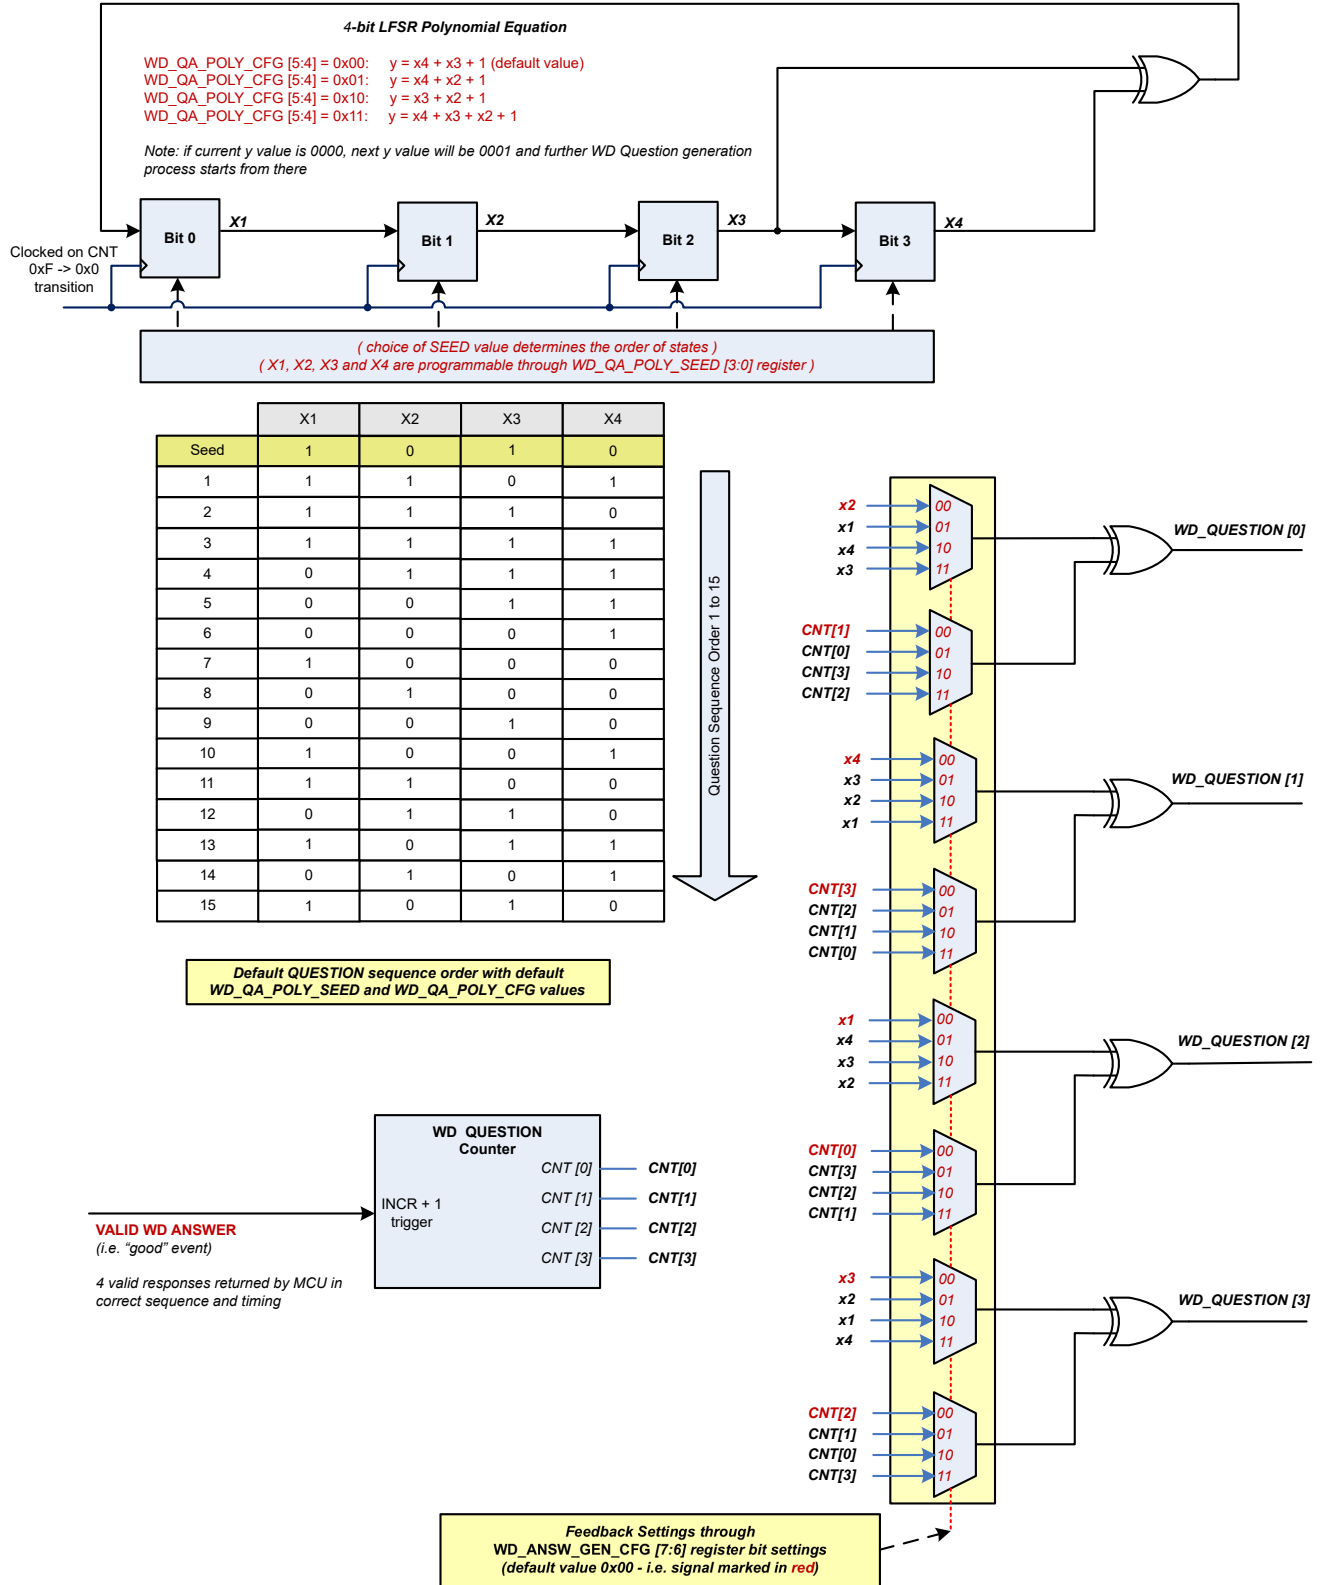 4-bit LFSR Polynomial Equation
WD_QA_POLY_CFG [5:4] = 0x00: y = x4 + x3 + 1 (default value)
WD_QA_POLY_CFG [5:4] = 0x01: y = x4 + x2 + 1
WD_QA_POLY_CFG [5:4] = 0x10: y = x3 + x2 + 1
WD_QA_POLY_CFG [5:4] = 0x11: y = x4 + x3 + x2 + 1
Note: if current y value is 0000, next y value will be 0001 and further WD Question generation
process starts from there
Bit 0
X1
Bit 1
X2
Bit 2
X3
Bit 3
X4
Clocked on CNT
0xF -> 0x0
transition
( choice of SEED value determines the order of states )
( X1, X2, X3 and X4 are programmable through WD_QA_POLY_SEED [3:0] register )
X1 X2 X3 X4
Seed 1 0 1 0
1 1 1 0 1
2 1 1 1 0
3 1 1 1 1
4 0 1 1 1
5 0 0 1 1
6 0 0 0 1
7 1 0 0 0
8 0 1 0 0
9 0 0 1 0
10 1 0 0 1
11 1 1 0 0
12 0 1 1 0
13 1 0 1 1
14 0 1 0 1
15 1 0 1 0
Question Sequence Order 1 to 15
Default QUESTION sequence order with default
WD_QA_POLY_SEED and WD_QA_POLY_CFG values
WD_QUESTION
Counter
INCR + 1
trigger
CNT [0] CNT[0]
CNT [1] CNT[1]
CNT [2] CNT[2]
CNT [3] CNT[3]
VALID WD ANSWER
(i.e. “good” event)
4 valid responses returned by MCU in
correct sequence and timing
x2 00
x1 01
x4 10
x3 11
WD_QUESTION [0]
CNT[1] 00
CNT[0] 01
CNT[3] 10
CNT[2] 11
x4 00
x3 01
x2 10
x1 11
WD_QUESTION [1]
CNT[3] 00
CNT[2] 01
CNT[1] 10
CNT[0] 11
x1 00
x4 01
x3 10
x2 11
WD_QUESTION [2]
CNT[0] 00
CNT[3] 01
CNT[2] 10
CNT[1] 11
x3 00
x2 01
x1 10
x4 11
WD_QUESTION [3]
CNT[2] 00
CNT[1] 01
CNT[0] 10
CNT[3] 11
Feedback Settings through
WD_ANSW_GEN_CFG [7:6] register bit settings
(default value 0x00 - i.e. signal marked in red)